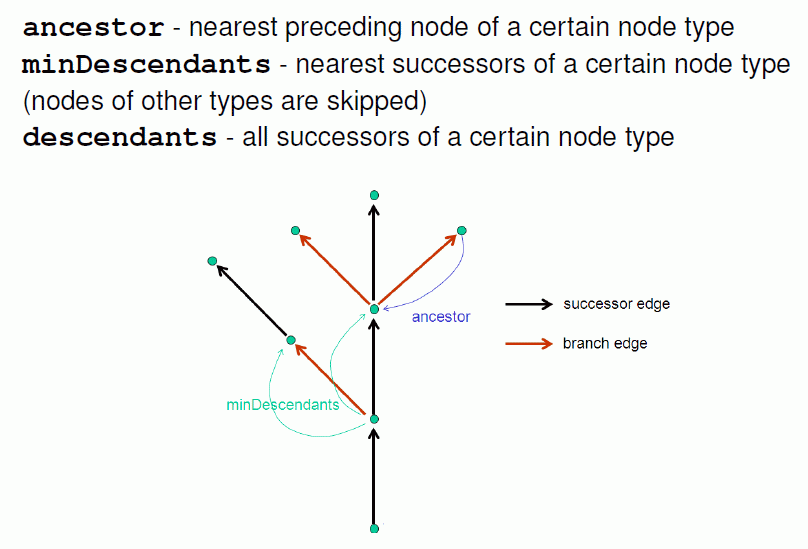 ancestor - nearest preceding node of a certain node type
minDescendants - nearest successors of a certain node type
(nodes of other types are skipped)
descendants - all successors of a certain node type
successor edge
ancestor
branch edge
minDescendants